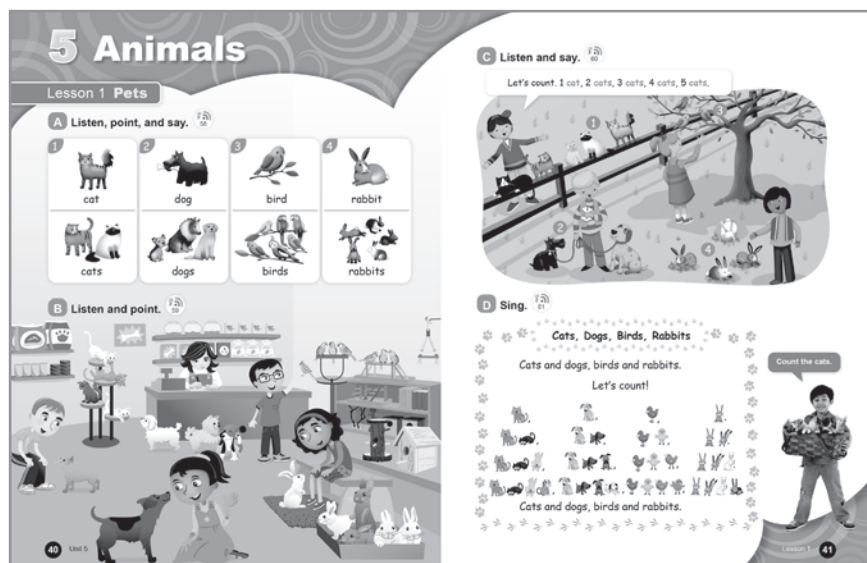 5 Animals
Lesson 1 Pets
A Listen, point, and say. 58
1
2
3
4
cat
dog
bird
rabbit
cats
dogs
birds
rabbits
B Listen and point. 59
40 Unit 5
C Listen and say. 60
Let's count. 1 cat, 2 cats, 3 cats, 4 cats, 5 cats.
1
2
4
D Sing. 61
Cats, Dogs, Birds, Rabbits
Cats and dogs, birds and rabbits.
Let's count!
Cats and dogs, birds and rabbits.
Count the cats.
Lesson 1 41